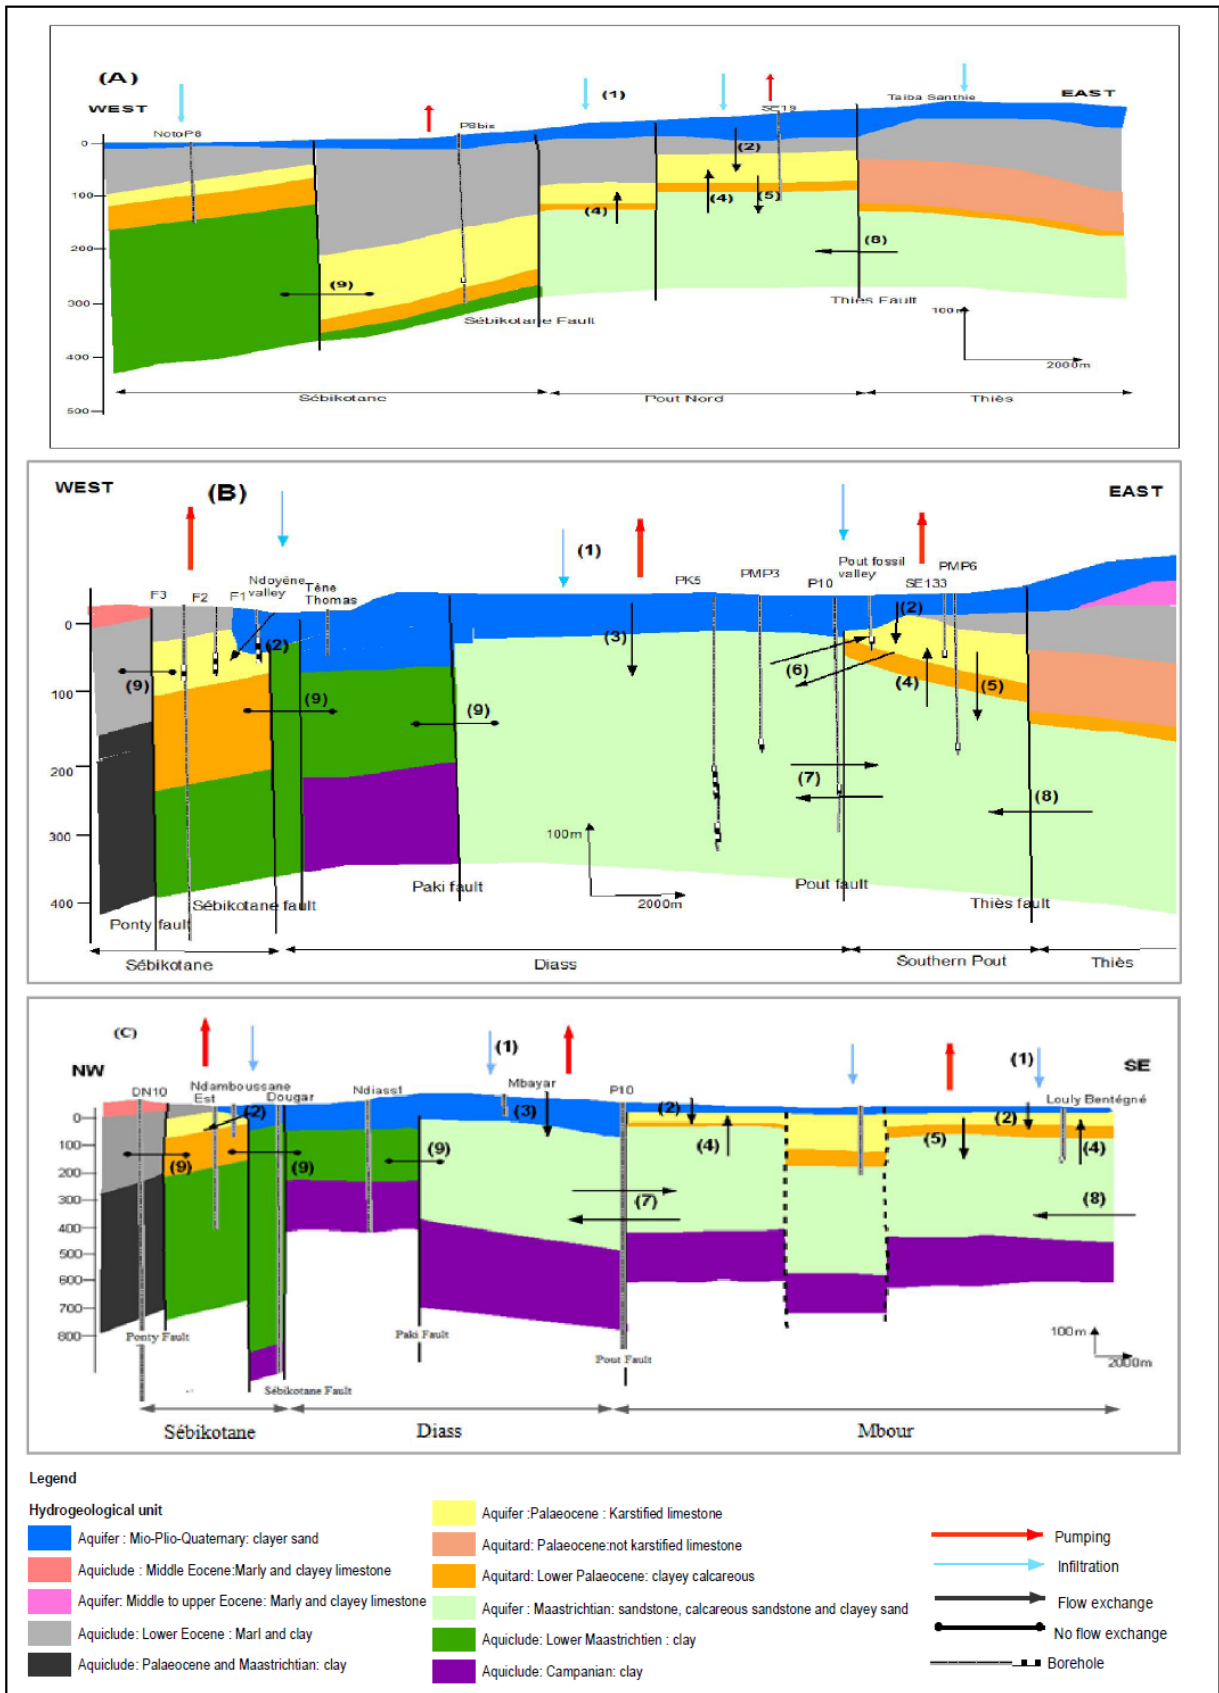 (A)
WEST
(1)
EAST
NotoP8
P8bis
SE19
Taiba Santhie
0
100
200
300
400
500
(2)
(4)
(4)
(5)
(8)
(9)
Sébikotane Fault
Thies Fault
100m
2000m
Sébikotane
Pout Nord
Thiès
WEST
(B)
EAST
(1)
F3
F2
F1
Ndoyéne valley
Tène Thomas
PK5
PMP3
P10
Pout fossil valley
SE133
PMP6
0
100
200
300
400
(2)
(3)
(2)
(6)
(4)
(5)
(9)
(9)
(9)
(7)
(8)
100m
2000m
Ponty fault
Sébikotane fault
Paki fault
Pout fault
Thiès fault
Sébikotane
Diass
Southern Pout
Thiès
(C)
NW
SE
(1)
(1)
DN10
Ndamboussane
Est
Dougar
Ndiass1
Mbayar
P10
Louly Bentégné
0
100
200
300
400
500
600
700
800
(2)
(3)
(2)
(2)
(4)
(5)
(4)
(9)
(9)
(9)
(7)
(8)
Ponty Fault
Sébikotane Fault
Paki Fault
Pout Fault
100m
2000m
Sébikotane
Diass
Mbour
Legend
Hydrogeological unit
Aquifer : Mio-Plio-Quaternary: clayer sand
Aquiclude : Middle Eocene:Marly and clayey limestone
Aquifer: Middle to upper Eocene: Marly and clayey limestone
Aquiclude: Lower Eocene : Marl and clay
Aquiclude: Palaeocene and Maastrichtian: clay
Aquifer :Palaeocene : Karstified limestone
Aquitard: Palaeocene:not karstified limestone
Aquitard: Lower Palaeocene: clayey calcareous
Aquifer : Maastrichtian: sandstone, calcareous sandstone and clayey sand
Aquiclude: Lower Maastrichtien : clay
Aquiclude: Campanian: clay
Pumping
Infiltration
Flow exchange
No flow exchange
Borehole